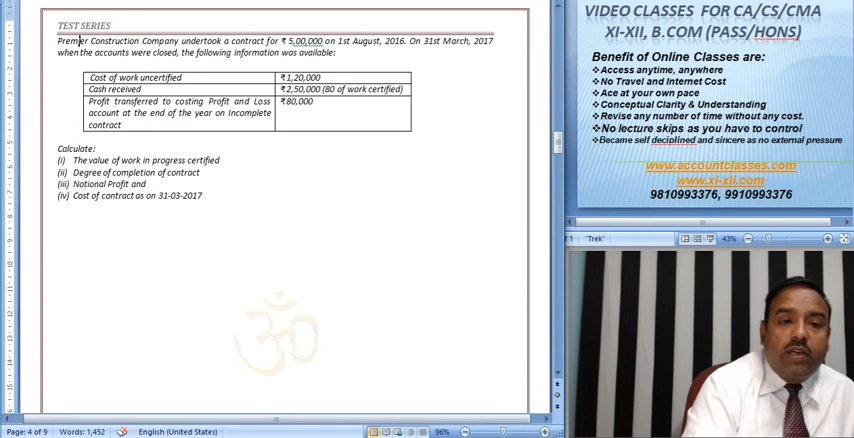 TEST SERIES
Premier Construction Company undertook a contract for ₹ 5,00,000 on 1st August, 2016. On 31st March, 2017
when the accounts were closed, the following information was available:
Cost of work uncertified ₹1,20,000
Cash received ₹2,50,000 (80 of work certified)
Profit transferred to costing Profit and Loss ₹80,000
account at the end of the year on Incomplete
contract
Calculate:
(i) The value of work in progress certified
(ii) Degree of completion of contract
(iii) Notional Profit and
(iv) Cost of contract as on 31-03-2017
ॐ
Page: 4 of 9 Words: 1,452 English (United States) 96%
VIDEO CLASSES FOR CA/CS/CMA
XI-XII, B.COM (PASS/HONS)
Benefit of Online Classes are:
❖Access anytime, anywhere
❖No Travel and Internet Cost
❖Ace at your own pace
❖Conceptual Clarity & Understanding
❖Revise any number of time without any cost.
❖No lecture skips as you have to control
❖Became self deciplined and sincere as no external pressure
www.accountclasses.com
www.xi-xii.com
9810993376, 9910993376
f 1 "Trek" 43%